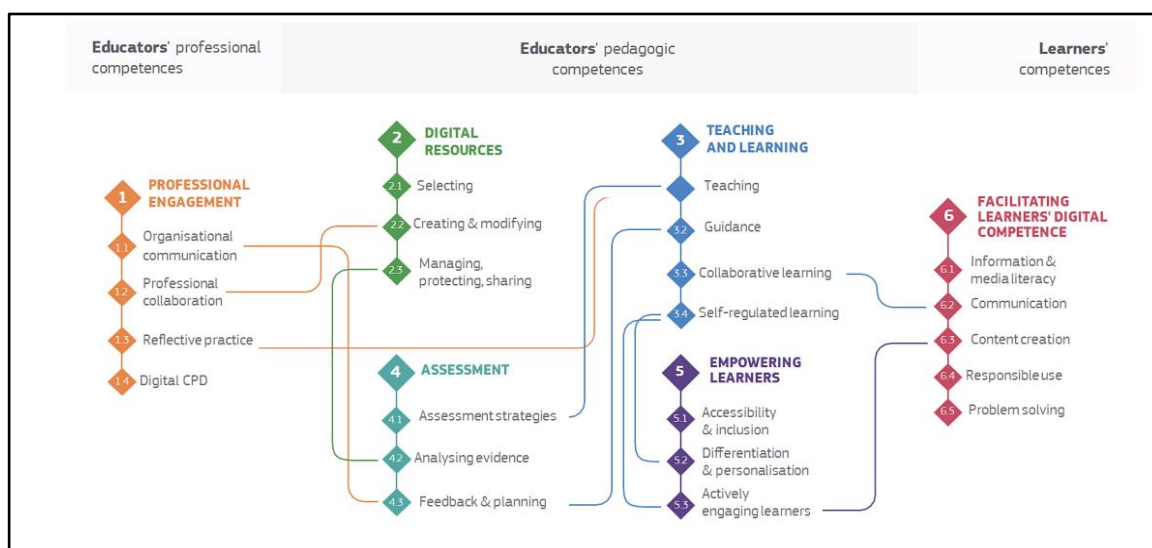 Educators' professional
competences
Educators' pedagogic
competences
Learners'
competences
1
PROFESSIONAL
ENGAGEMENT
1.1
Organisational
communication
1.2
Professional
collaboration
1.3
Reflective practice
1.4
Digital CPD
2
DIGITAL
RESOURCES
2.1
Selecting
2.2
Creating & modifying
2.3
Managing,
protecting, sharing
3
TEACHING
AND LEARNING
Teaching
3.2
Guidance
3.3
Collaborative learning
3.4
Self-regulated learning
4
ASSESSMENT
4.1
Assessment strategies
4.2
Analysing evidence
4.3
Feedback & planning
5
EMPOWERING
LEARNERS
5.1
Accessibility
& inclusion
5.2
Differentiation
& personalisation
5.3
Actively
engaging learners
6
FACILITATING
LEARNERS' DIGITAL
COMPETENCE
6.1
Information &
media literacy
6.2
Communication
6.3
Content creation
6.4
Responsible use
6.5
Problem solving